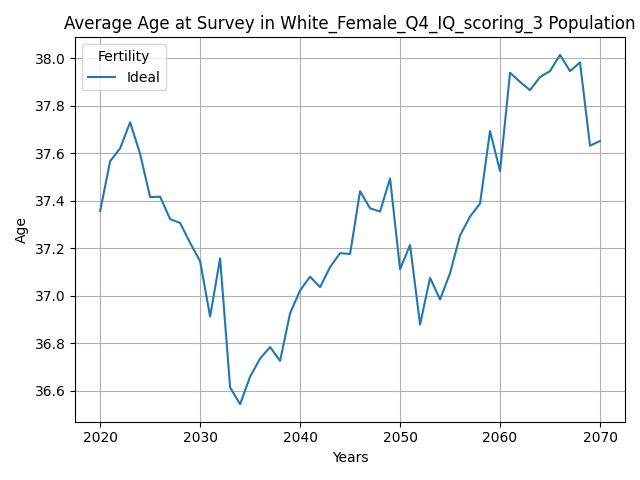 Average Age at Survey in White_Female_Q4_IQ_scoring_3 Population
Fertility
Ideal
38.0
37.8
37.6
37.4
37.2
37.0
36.8
36.6
Age
2020 2030 2040 2050 2060 2070
Years